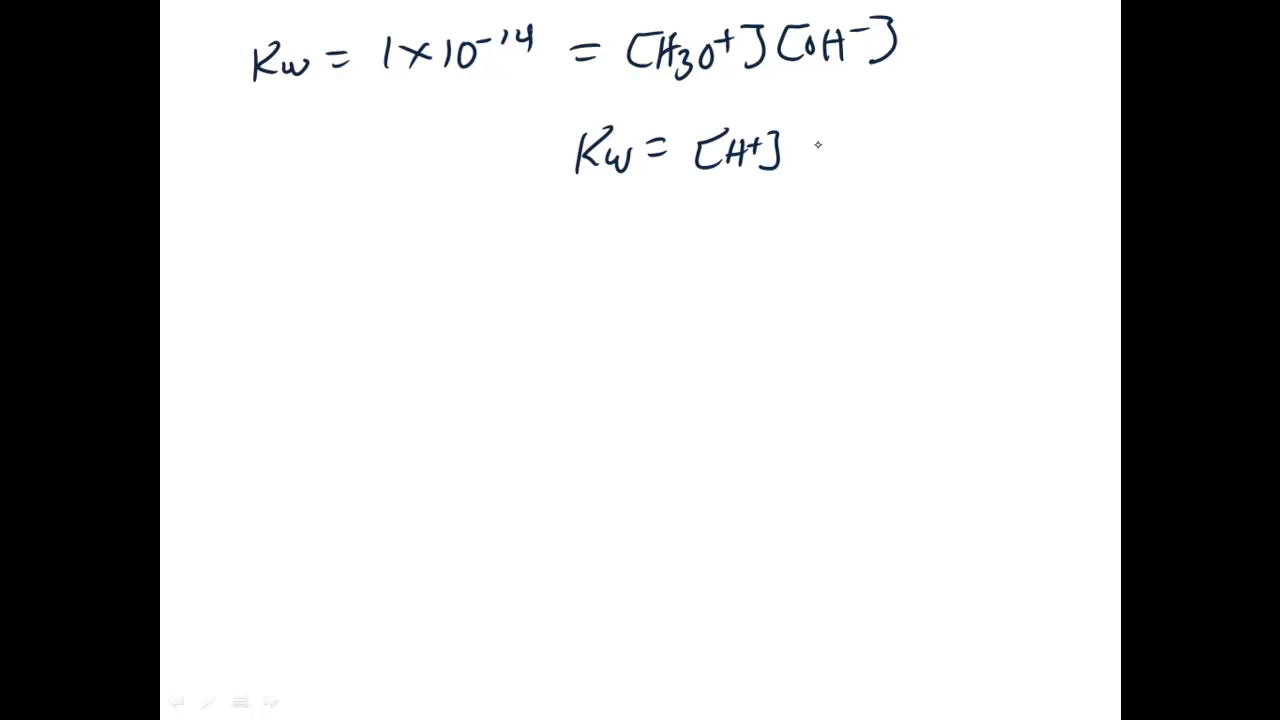 Kw = 1×10⁻¹⁴ = [H₃O⁺][OH⁻]
Kw = [H⁺]